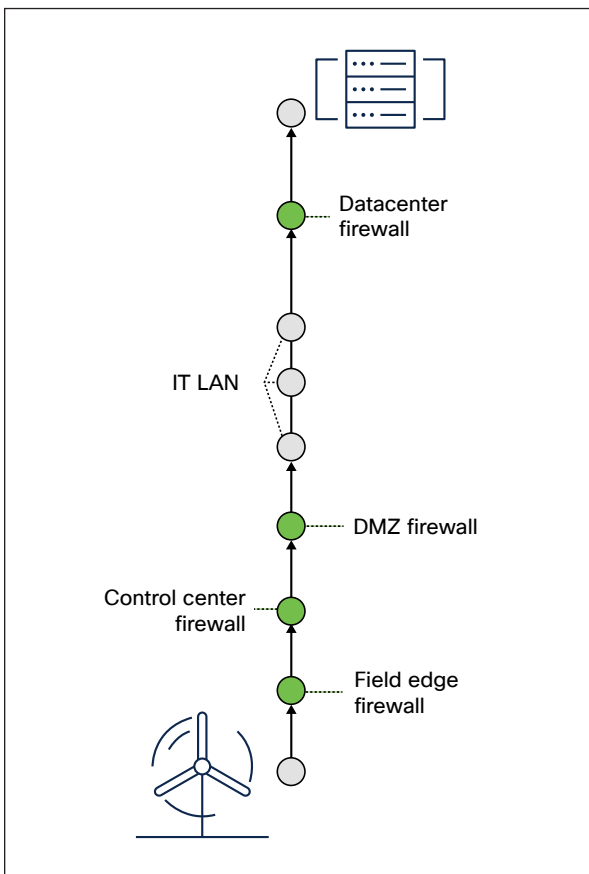 Datacenter
firewall
IT LAN
DMZ firewall
Control center
firewall
Field edge
firewall